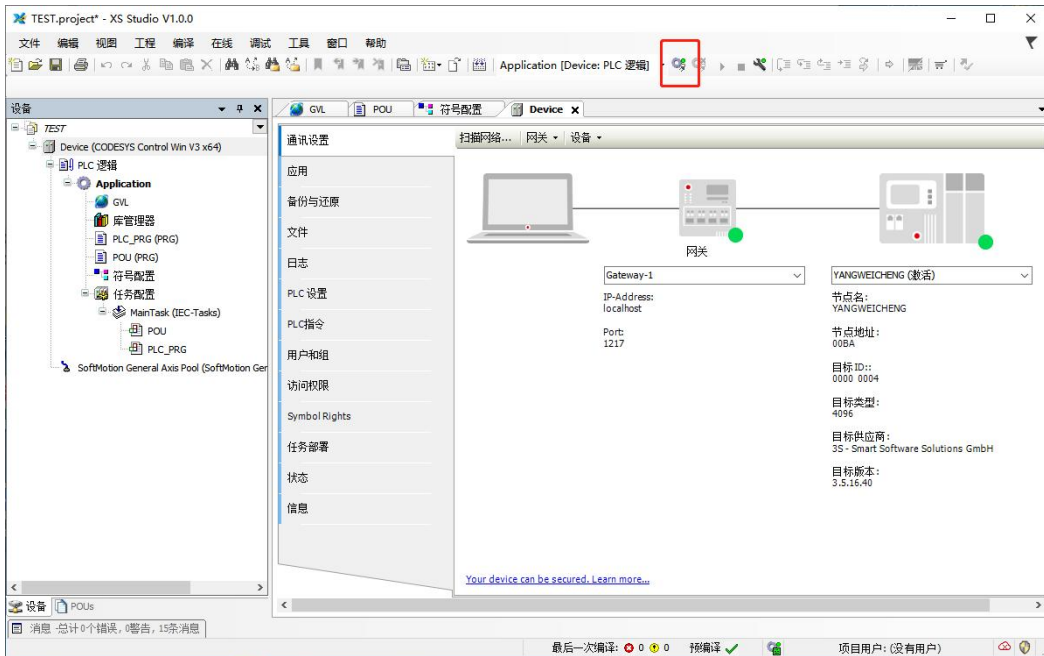 TEST.project* - XS Studio V1.0.0
文件 编辑 视图 工程 编译 在线 调试 工具 窗口 帮助
Application [Device: PLC 逻辑]
设备
GVL POU 符号配置 Device
TEST
Device (CODESYS Control Win V3 x64)
PLC 逻辑
Application
GVL
库管理器
PLC_PRG (PRG)
POU (PRG)
符号配置
任务配置
MainTask (IEC-Tasks)
POU
PLC_PRG
SoftMotion General Axis Pool (SoftMotion Ger
设备 POUs
通讯设置
应用
备份与还原
文件
日志
PLC 设置
PLC指令
用户和组
访问权限
Symbol Rights
任务部署
状态
信息
扫描网络... 网关 设备
网关
Gateway-1
IP-Address:
localhost
Port:
1217
YANGWEICHENG (激活)
节点名:
YANGWEICHENG
节点地址:
00BA
目标 ID::
0000 0004
目标类型:
4096
目标供应商:
3S - Smart Software Solutions GmbH
目标版本:
3.5.16.40
Your device can be secured. Learn more...
消息 -总计0个错误, 0警告, 15条消息
最后一次编译: 0 0 预编译 项目用户: (没有用户)